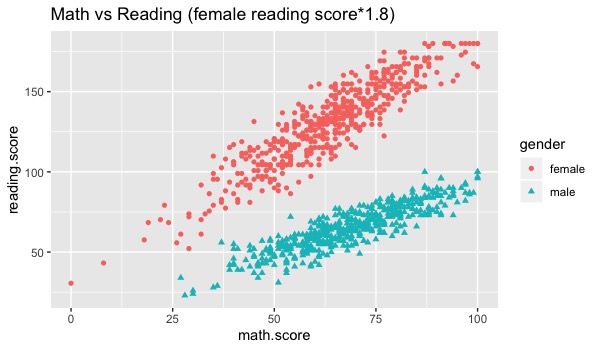 Math vs Reading (female reading score*1.8)
150
100
50
reading.score
0 25 50 75 100
math.score
gender
female
male